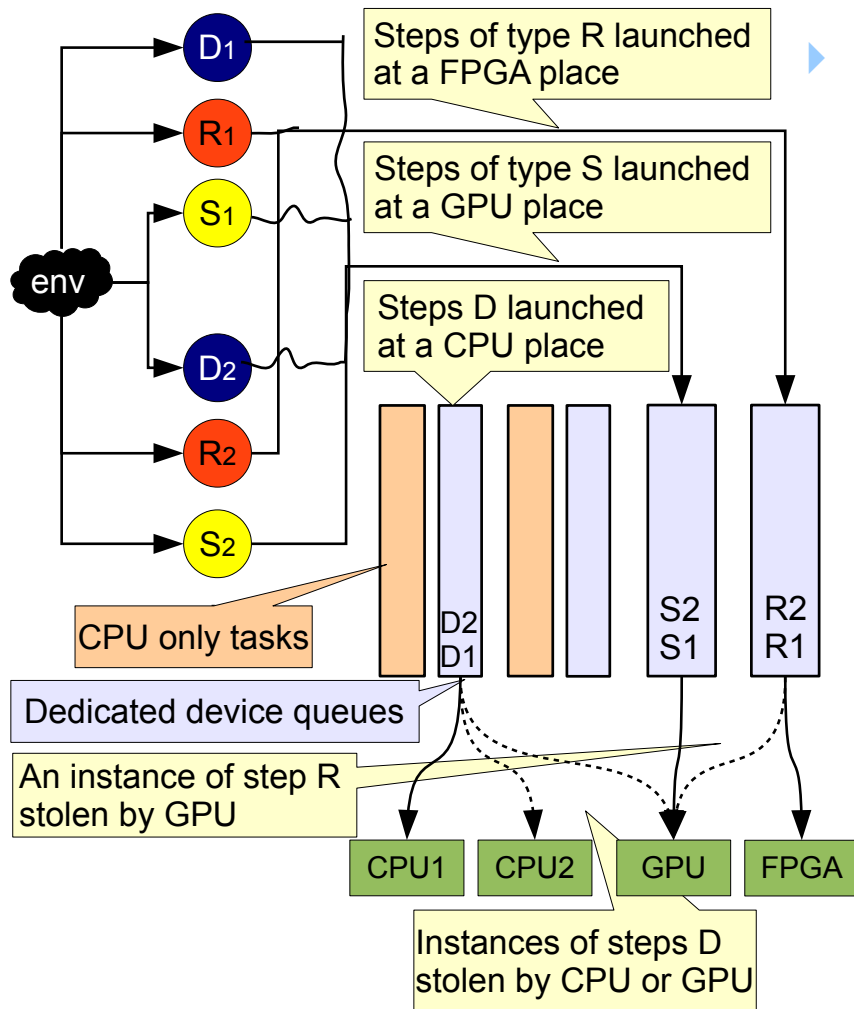 D1
Steps of type R launched
at a FPGA place
R1
Steps of type S launched
at a GPU place
S1
env
Steps D launched
at a CPU place
D2
R2
S2
CPU only tasks
D2
D1
S2
S1
R2
R1
Dedicated device queues
An instance of step R
stolen by GPU
CPU1
CPU2
GPU
FPGA
Instances of steps D
stolen by CPU or GPU